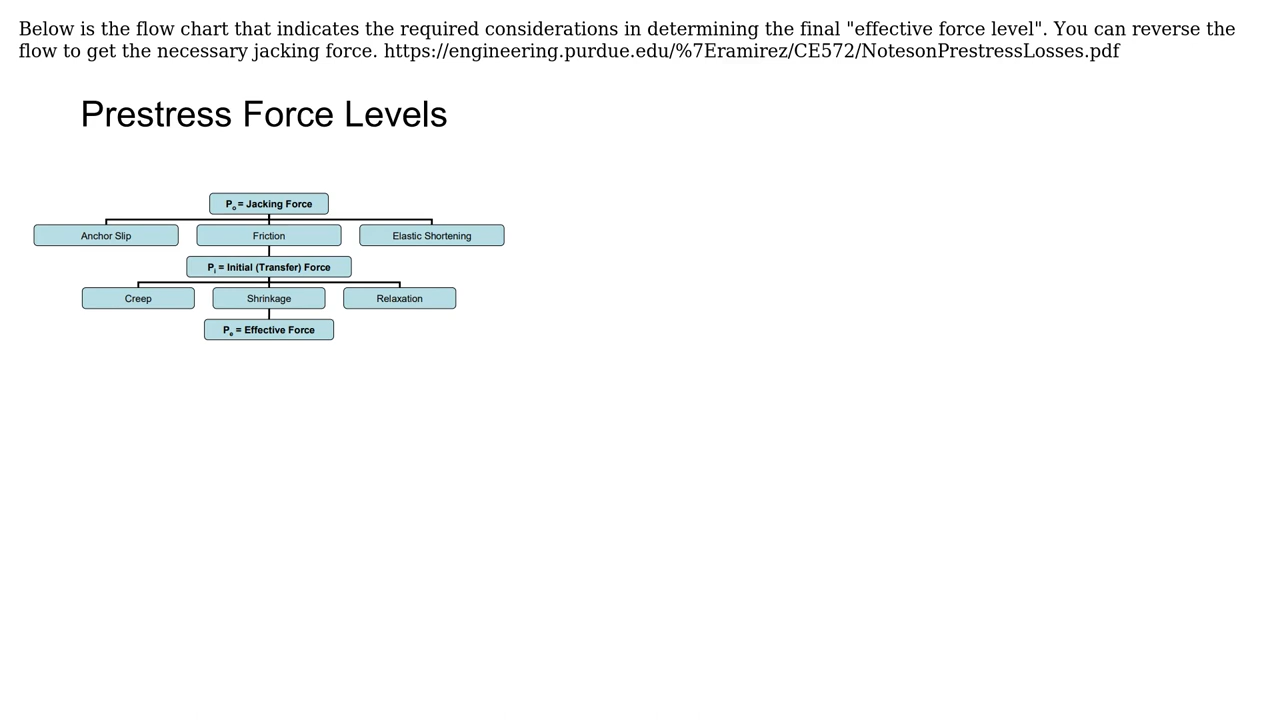 Below is the flow chart that indicates the required considerations in determining the final "effective force level". You can reverse the
flow to get the necessary jacking force. https://engineering.purdue.edu/%7Eramirez/CE572/NotesonPrestressLosses.pdf
Prestress Force Levels
Po = Jacking Force
Anchor Slip
Friction
Elastic Shortening
Pi = Initial (Transfer) Force
Creep
Shrinkage
Relaxation
Pe = Effective Force